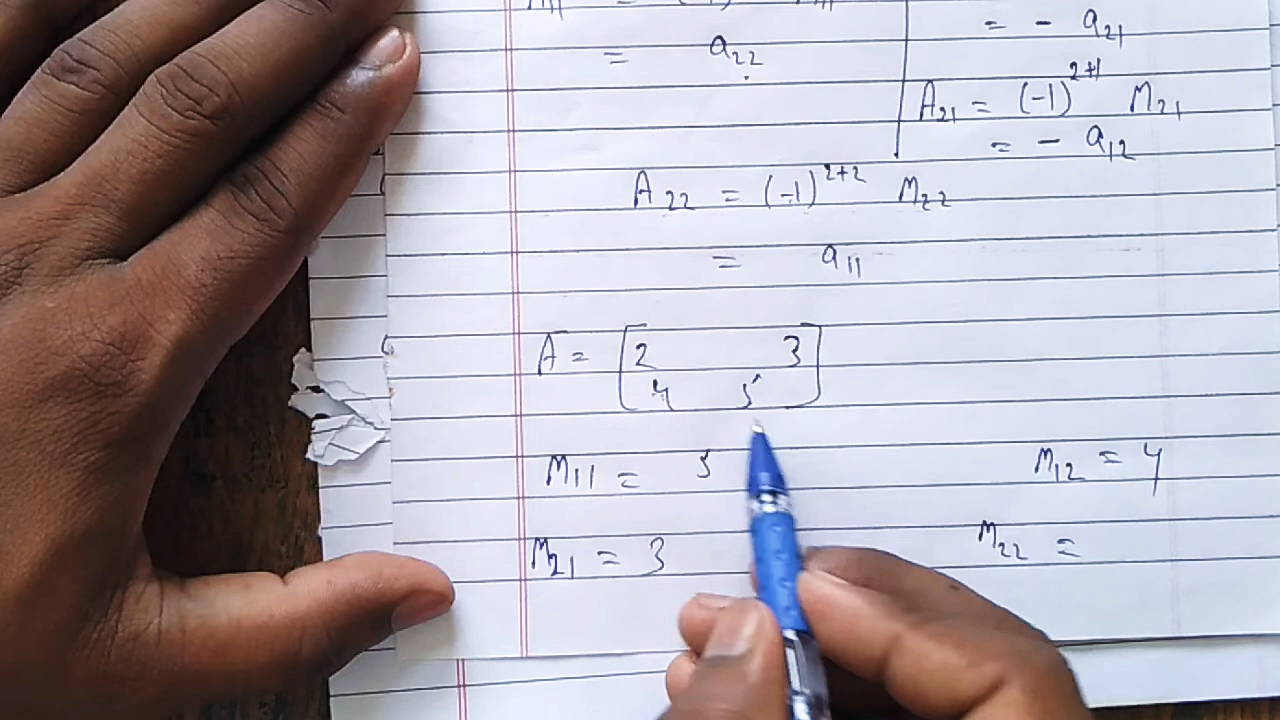 = a₂₂
= - a₂₁
A₂₁ = (-1)²⁺¹ M₂₁
= - a₁₂
A₂₂ = (-1)²⁺² M₂₂
= a₁₁
A = [2 3
4 5]
M₁₁ = 5 M₁₂ = 4
M₂₁ = 3 M₂₂ =